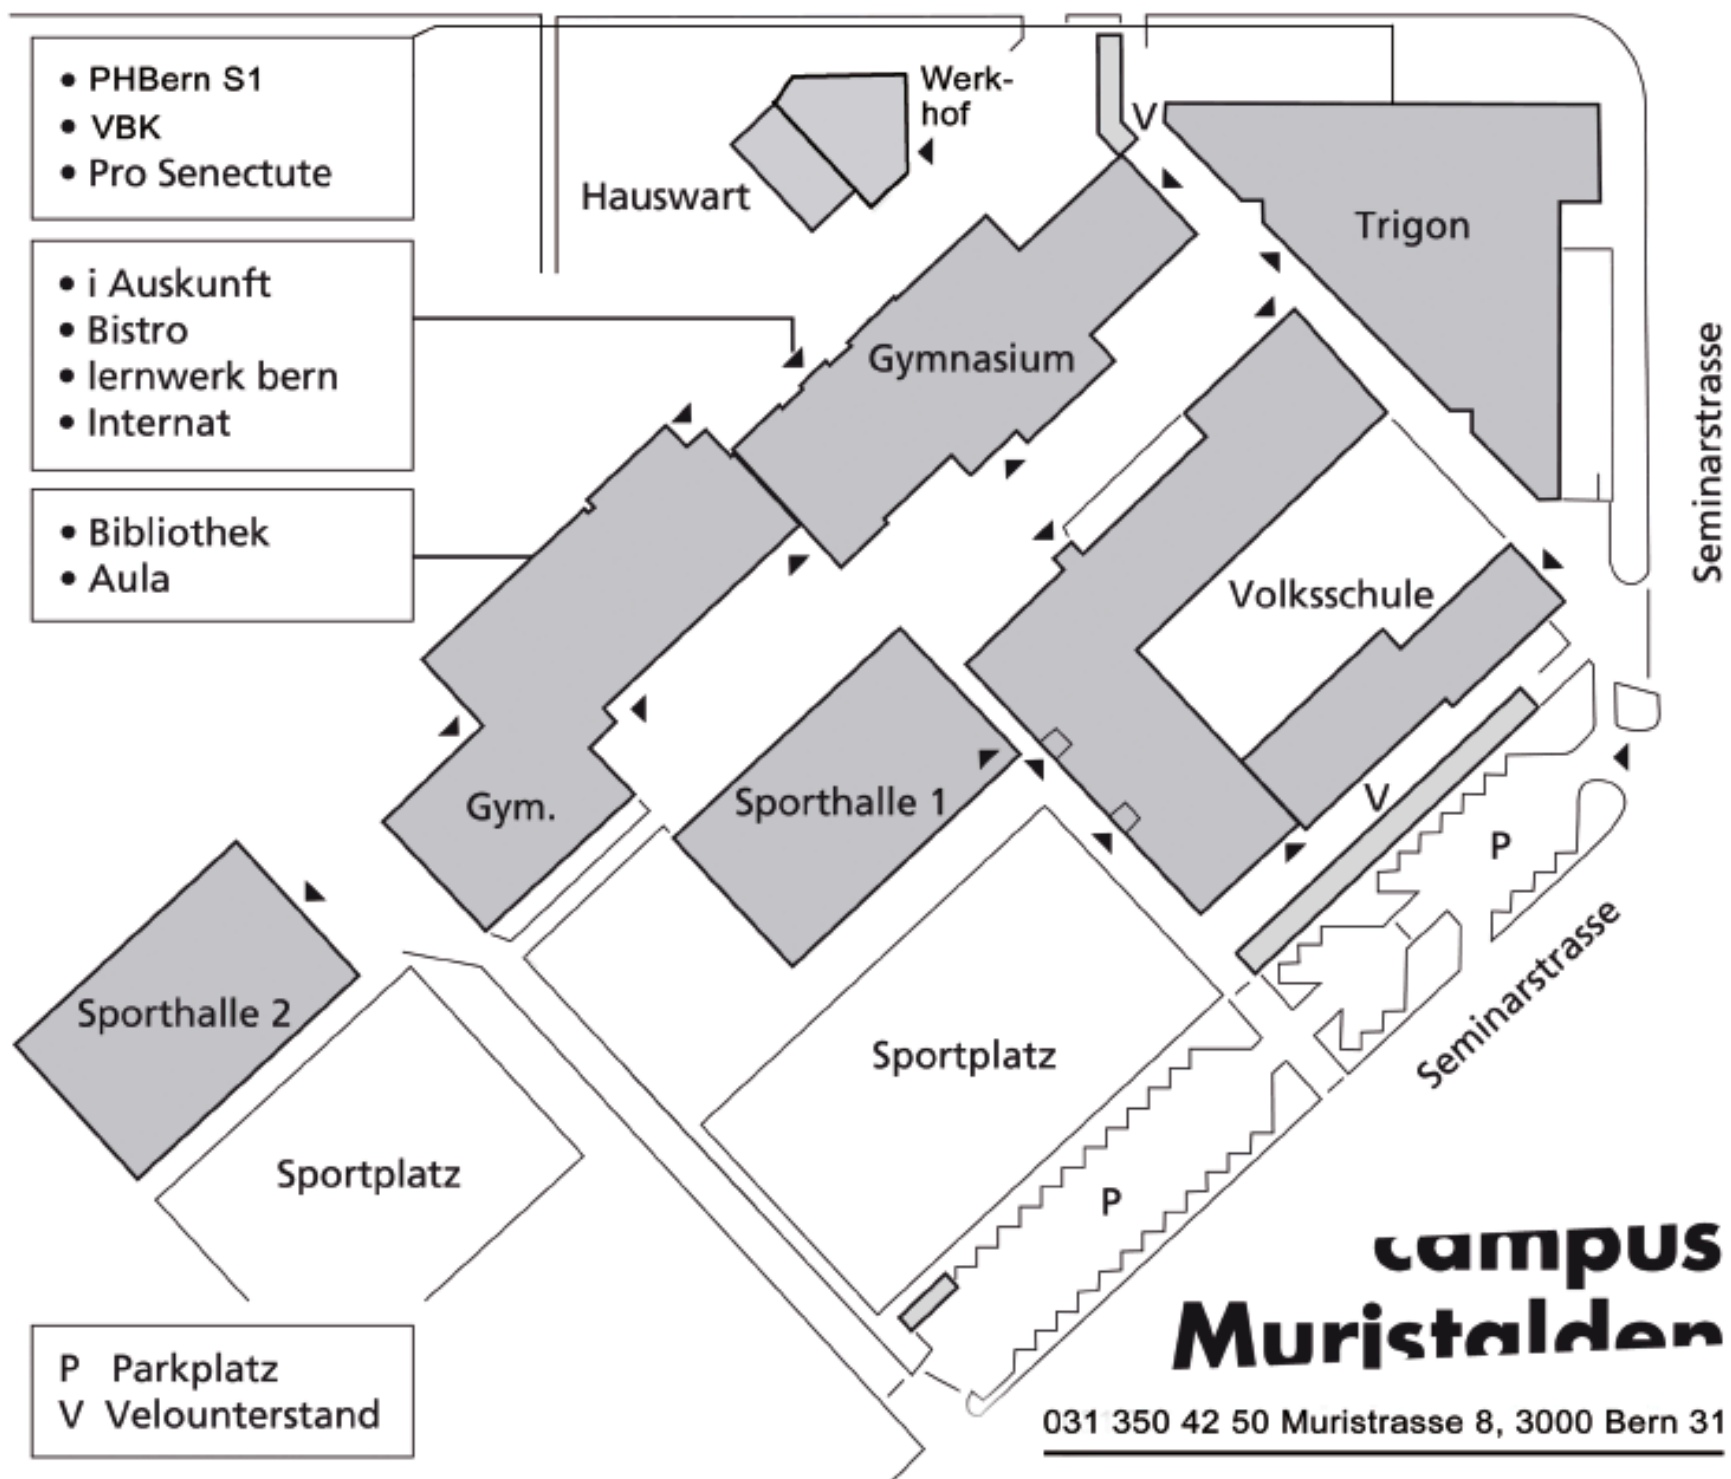 • PHBern S1
• VBK
• Pro Senectute
• i Auskunft
• Bistro
• lernwerk bern
• Internat
• Bibliothek
• Aula
Werk-
hof
Hauswart
V
Trigon
Gymnasium
Volksschule
Seminarstrasse
Gym.
Sporthalle 1
V
P
Sporthalle 2
Sportplatz
Seminarstrasse
Sportplatz
P
P Parkplatz
V Velounterstand
campus
Muristalden
031 350 42 50 Muristrasse 8, 3000 Bern 31